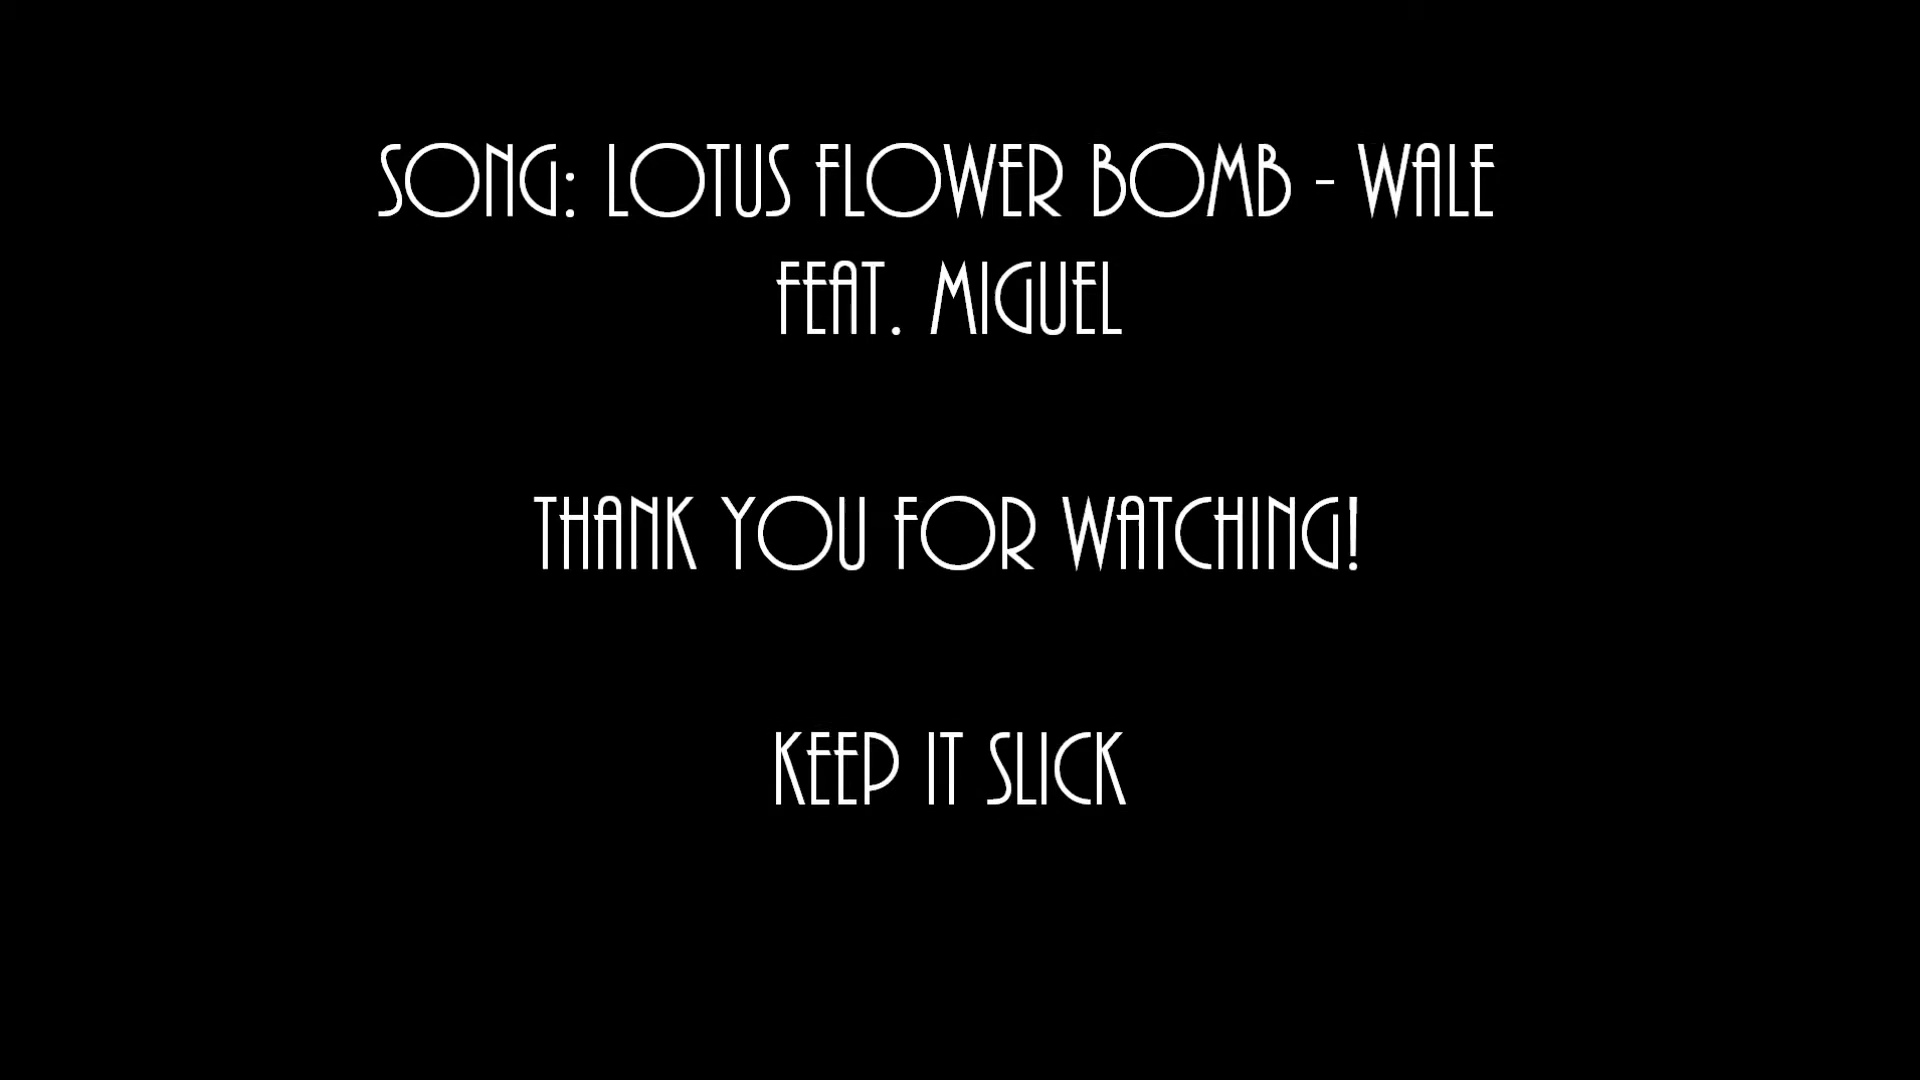 SONG: LOTUS FLOWER BOMB - WALE
FEAT. MIGUEL
THANK YOU FOR WATCHING!
KEEP IT SLICK